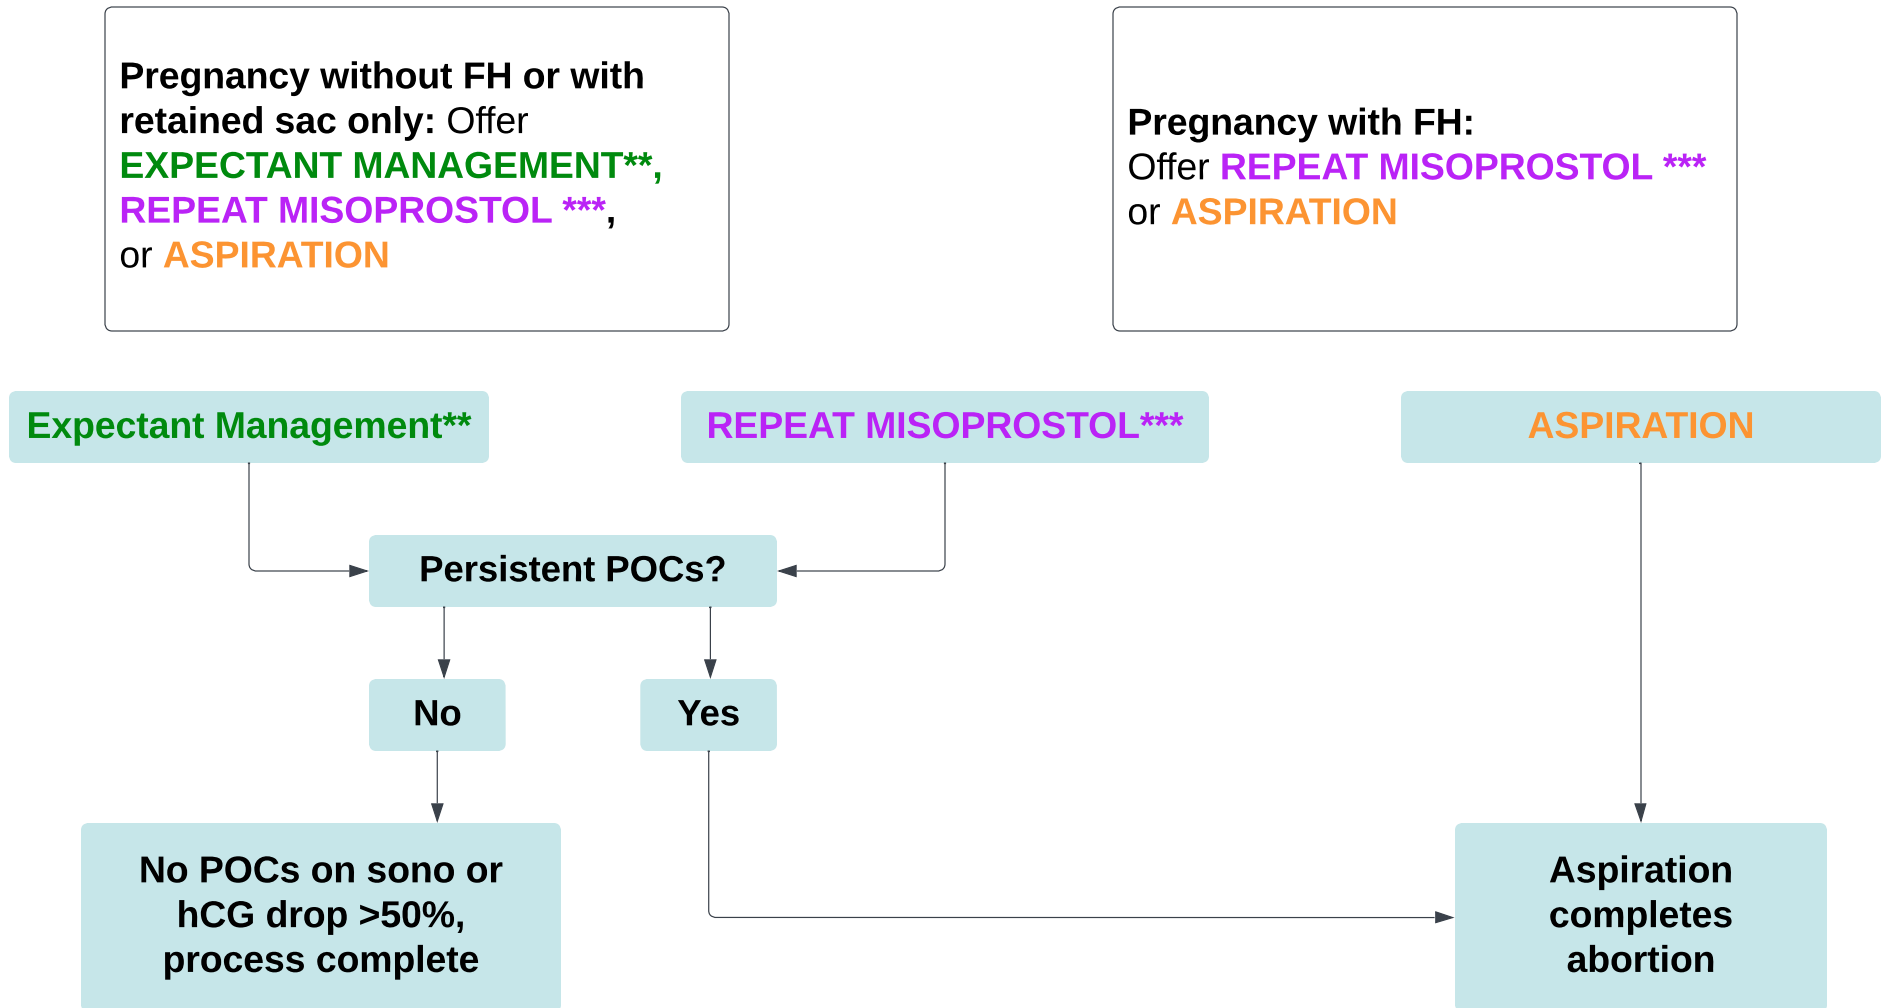 Pregnancy without FH or with
retained sac only: Offer
EXPECTANT MANAGEMENT**,
REPEAT MISOPROSTOL ***,
or ASPIRATION
Pregnancy with FH:
Offer REPEAT MISOPROSTOL ***
or ASPIRATION
Expectant Management**
REPEAT MISOPROSTOL***
ASPIRATION
Persistent POCs?
No
Yes
No POCs on sono or
hCG drop >50%,
process complete
Aspiration
completes
abortion